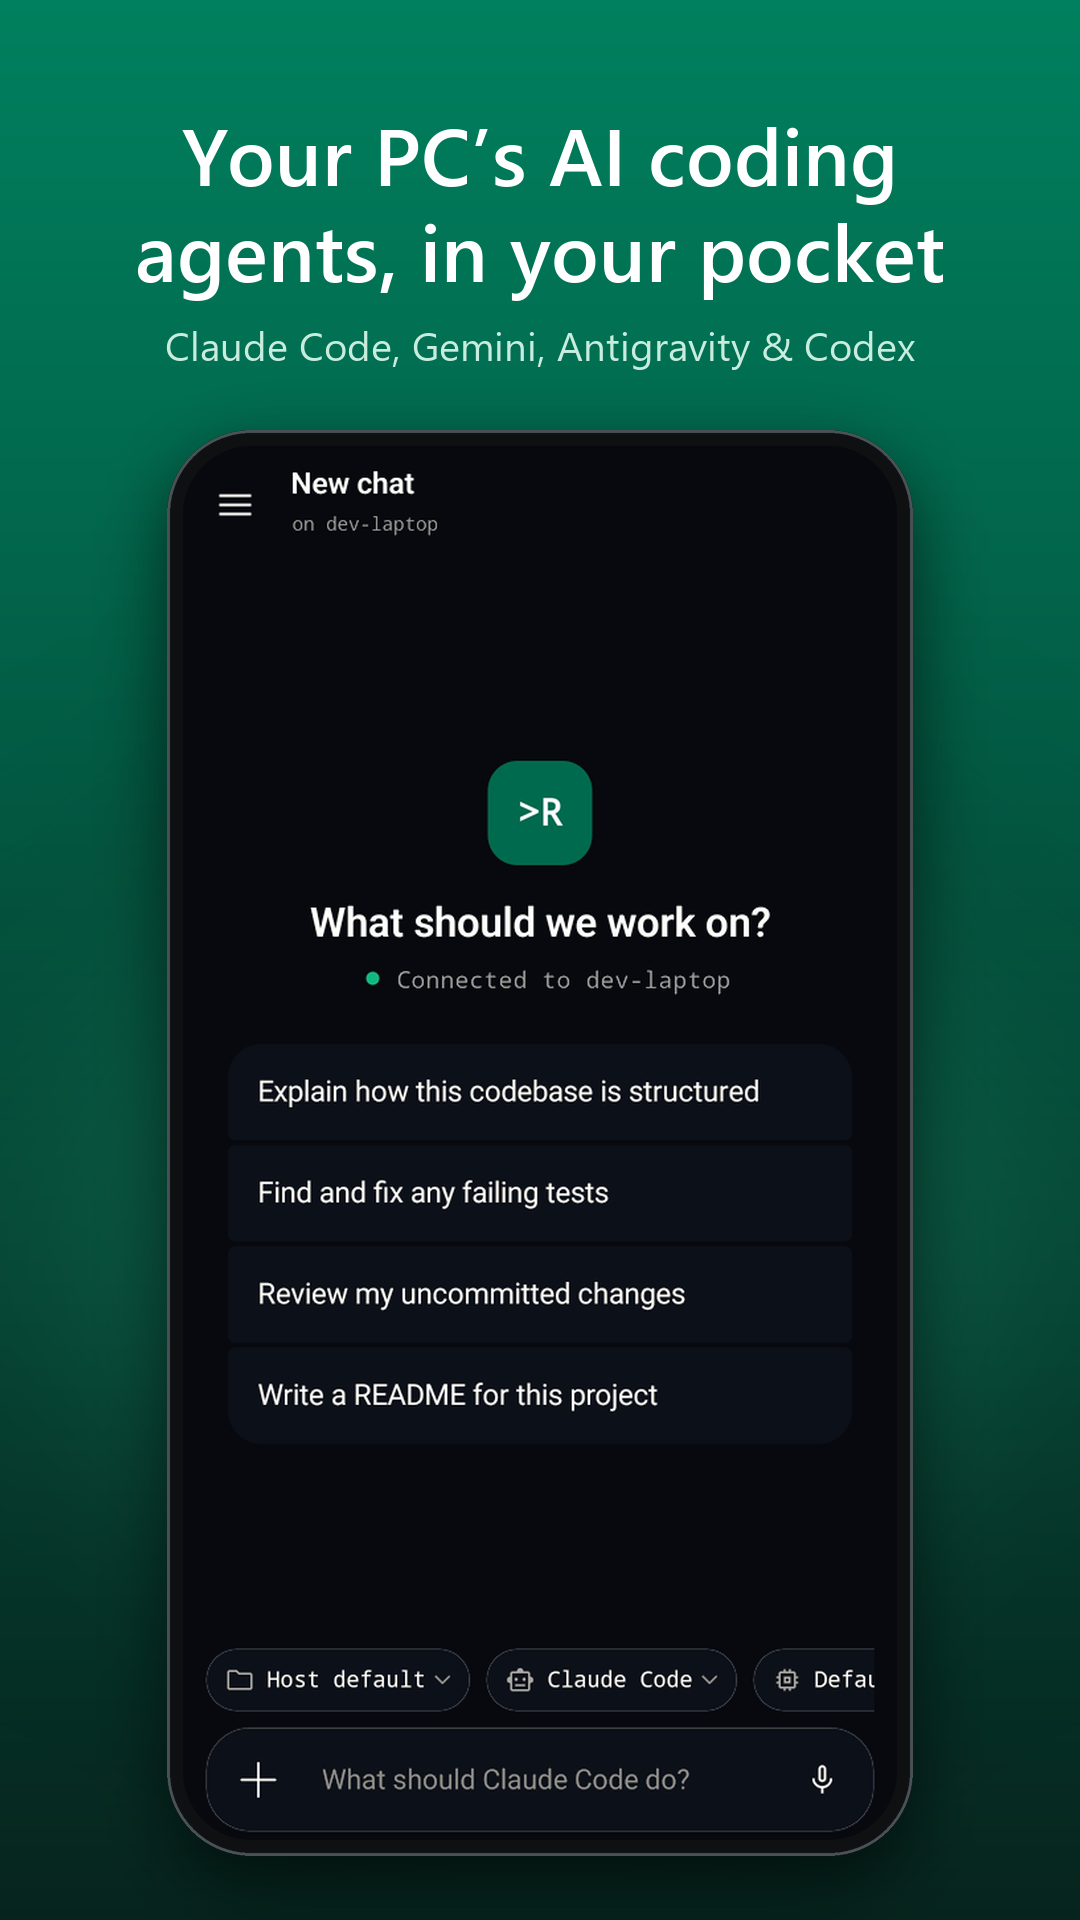 Your PC’s AI coding
agents, in your pocket
Claude Code, Gemini, Antigravity & Codex
New chat
on dev-laptop
>R
What should we work on?
Connected to dev-laptop
Explain how this codebase is structured
Find and fix any failing tests
Review my uncommitted changes
Write a README for this project
Host default Claude Code Defau
What should Claude Code do?